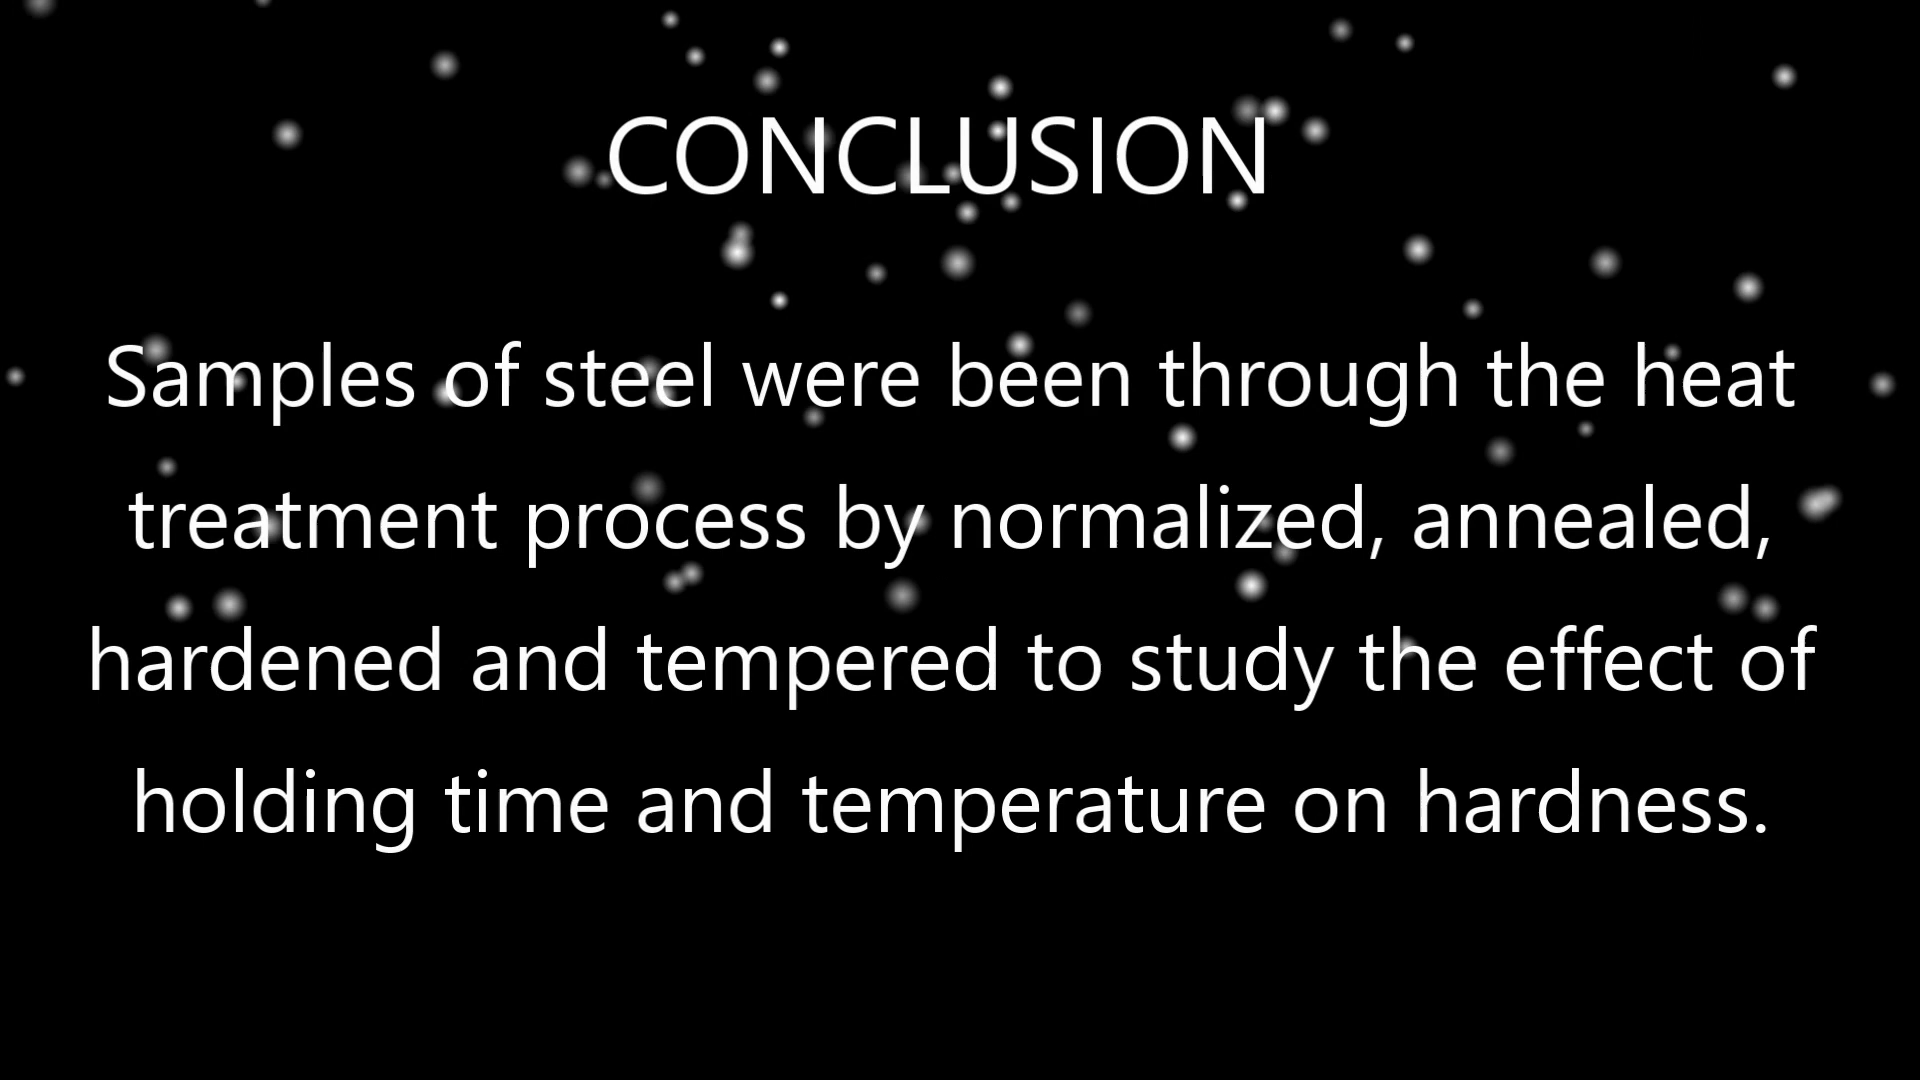 CONCLUSION
Samples of steel were been through the heat
treatment process by normalized, annealed,
hardened and tempered to study the effect of
holding time and temperature on hardness.